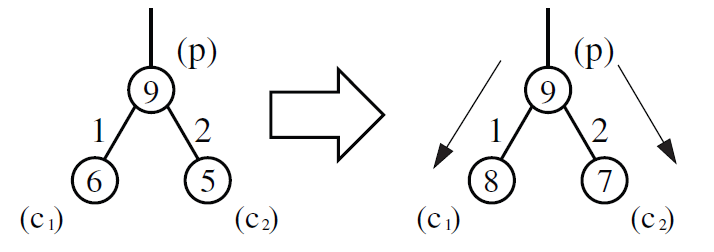 (p) (p)
9 9
1 2 1 2
6 5 8 7
(c1) (c2) (c1) (c2)